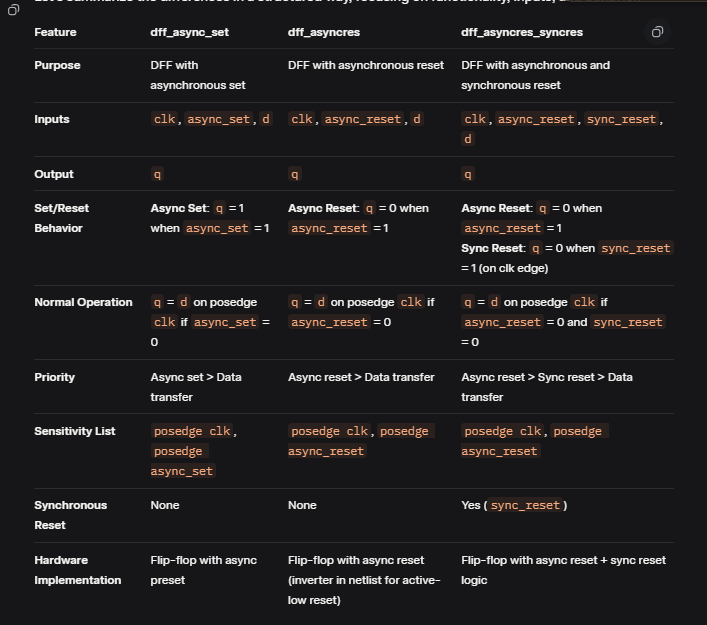 Feature dff_async_set dff_asyncres dff_asyncres_syncres
Purpose DFF with DFF with asynchronous reset DFF with asynchronous and
asynchronous set synchronous reset
Inputs clk, async_set, d clk, async_reset, d clk, async_reset, sync_reset,
d
Output q q q
Set/Reset Async Set: q = 1 Async Reset: q = 0 when Async Reset: q = 0 when
Behavior when async_set = 1 async_reset = 1 async_reset = 1
Sync Reset: q = 0 when sync_reset
= 1 (on clk edge)
Normal Operation q = d on posedge q = d on posedge clk if q = d on posedge clk if
clk if async_set = async_reset = 0 async_reset = 0 and sync_reset
0 = 0
Priority Async set > Data Async reset > Data transfer Async reset > Sync reset > Data
transfer transfer
Sensitivity List posedge clk, posedge clk, posedge posedge clk, posedge
posedge async_reset async_reset
async_set
Synchronous None None Yes (sync_reset)
Reset
Hardware Flip-flop with async Flip-flop with async reset Flip-flop with async reset + sync reset
Implementation preset (inverter in netlist for active- logic
low reset)